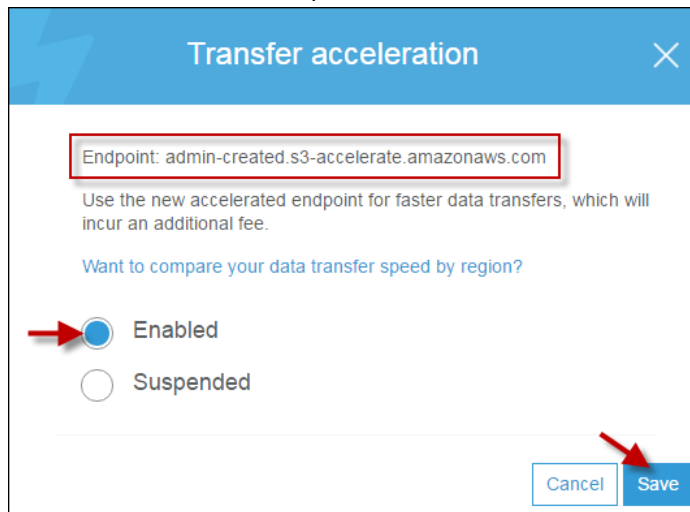 Transfer acceleration
Endpoint: admin-created.s3-accelerate.amazonaws.com
Use the new accelerated endpoint for faster data transfers, which will
incur an additional fee.
Want to compare your data transfer speed by region?
Enabled
Suspended
Cancel Save